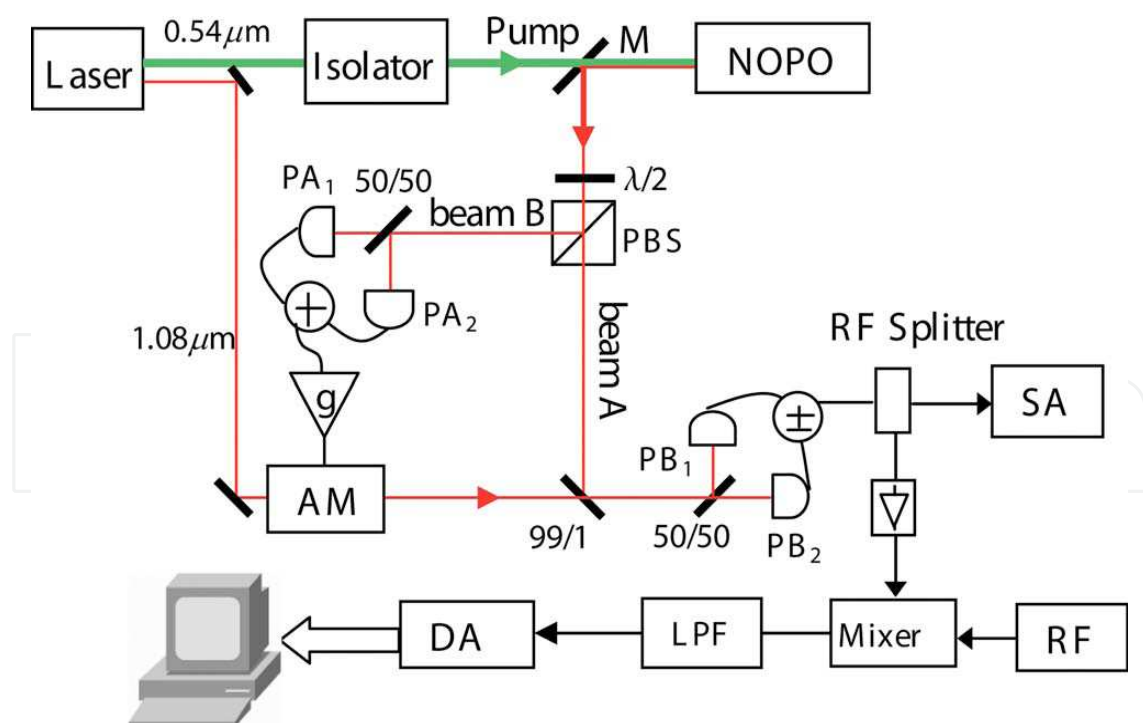 0.54μm
Laser
Isolator
Pump
M
NOPO
λ/2
PA1
50/50
beam B
PBS
PA2
1.08μm
beam A
g
RF Splitter
SA
PB1
AM
99/1
50/50
PB2
DA
LPF
Mixer
RF